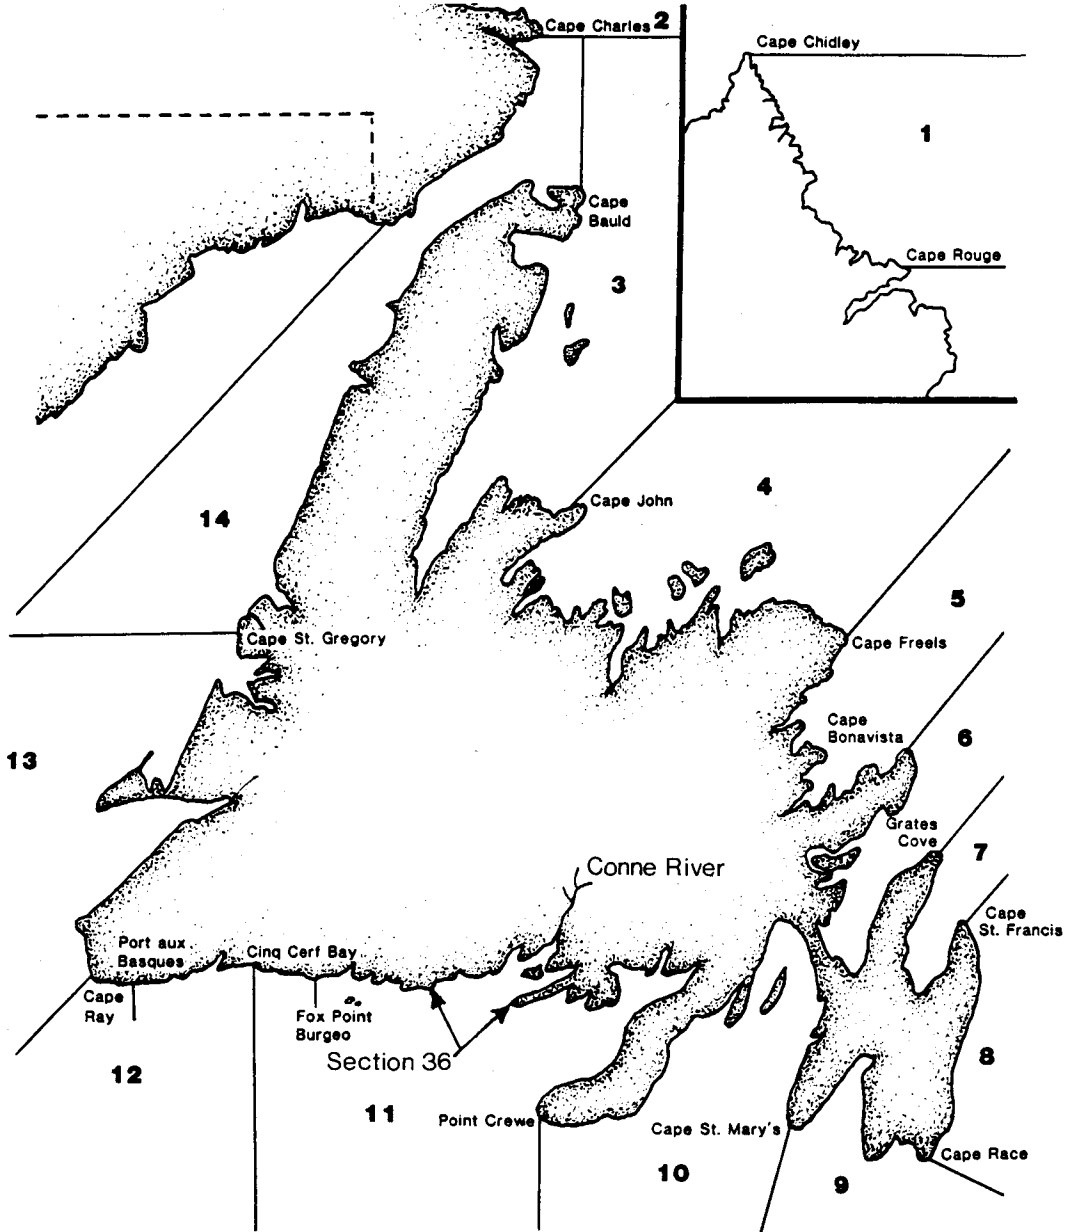 Cape Charles
2
Cape Chidley
1
Cape Rouge
Cape
Bauld
3
14
Cape John
4
5
Cape St. Gregory
Cape Freels
Cape
Bonavista
6
13
Grates
Cove
7
Conne River
Cape
St. Francis
Port aux
Basques
Cinq Cerf Bay
Cape
Ray
Fox Point
Burgeo
Section 36
8
12
11
Point Crewe
Cape St. Mary's
10
9
Cape Race